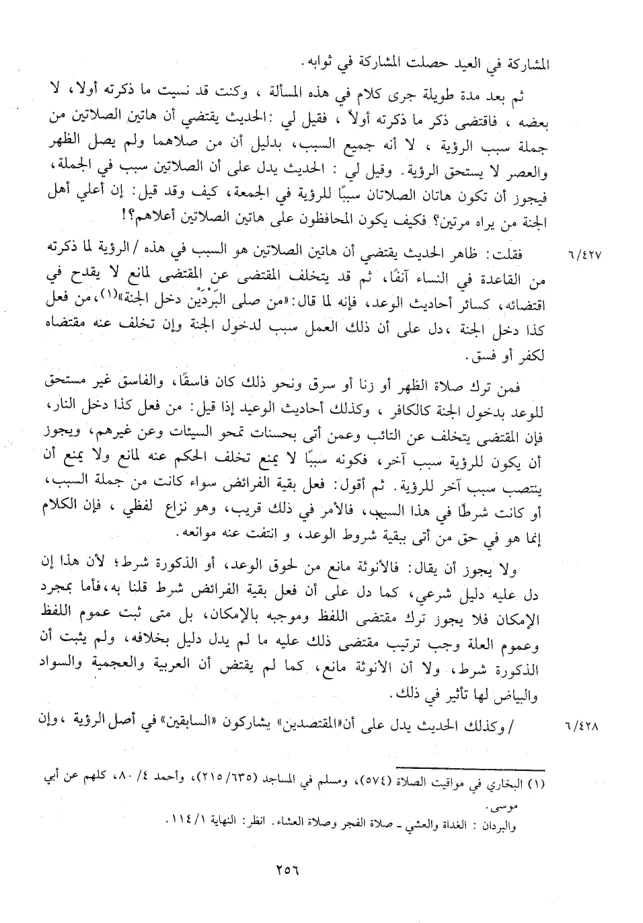 المشاركة في العيد حصلت المشاركة في ثوابه .
ثم بعد مدة طويلة جرى كلام في هذه المسألة ، وكنت قد نسيت ما ذكرته أولا، لا
بعضه ، فاقتضى ذكر ما ذكرته أولاً ، فقيل لي :الحديث يقتضي أن هاتين الصلاتين من
جملة سبب الرؤية ، لا أنه جميع السبب، بدليل أن من صلاهما ولم يصل الظهر
والعصر لا يستحق الرؤية. وقيل لي : الحديث يدل على أن الصلاتين سبب في الجملة،
فيجوز أن تكون هاتان الصلاتان سببًا للرؤية في الجمعة، كيف وقد قيل: إن أعلي أهل
الجنة من يراه مرتين؟ فكيف يكون المحافظون على هاتين الصلاتين أعلاهم؟!
٦/٤٢٧ فقلت: ظاهر الحديث يقتضي أن هاتين الصلاتين هو السبب في هذه / الرؤية لما ذكرته
من القاعدة في النساء آنفًا، ثم قد يتخلف المقتضى عن المقتضى لمانع لا يقدح في
اقتضائه، كسائر أحاديث الوعد، فإنه لما قال:«من صلى البَرْدَيْن دخل الجنة»(١)،من فعل
كذا دخل الجنة ،دل على أن ذلك العمل سبب لدخول الجنة وإن تخلف عنه مقتضاه
لكفر أو فسق.
فمن ترك صلاة الظهر أو زنا أو سرق ونحو ذلك كان فاسقًا، والفاسق غير مستحق
للوعد بدخول الجنة كالكافر ، وكذلك أحاديث الوعيد إذا قيل: من فعل كذا دخل النار،
فإن المقتضى يتخلف عن التائب وعمن أتى بحسنات تمحو السيئات وعن غيرهم، ويجوز
أن يكون للرؤية سبب آخر، فكونه سببًا لا يمنع تخلف الحكم عنه لمانع ولا يمنع أن
ينتصب سبب آخر للرؤية. ثم أقول: فعل بقية الفرائض سواء كانت من جملة السبب،
أو كانت شرطًا في هذا السبب، فالأمر في ذلك قريب، وهو نزاع لفظي ، فإن الكلام
إنما هو في حق من أتى ببقية شروط الوعد، و انتفت عنه موانعه.
ولا يجوز أن يقال: فالأنوثة مانع من لحوق الوعد، أو الذكورة شرط؛ لأن هذا إن
دل عليه دليل شرعي، كما دل على أن فعل بقية الفرائض شرط قلنا به،فأما بمجرد
الإمكان فلا يجوز ترك مقتضى اللفظ وموجبه بالإمكان، بل متى ثبت عموم اللفظ
وعموم العلة وجب ترتيب مقتضى ذلك عليه ما لم يدل دليل بخلافه، ولم يثبت أن
الذكورة شرط، ولا أن الأنوثة مانع، كما لم يقتض أن العربية والعجمية والسواد
والبياض لها تأثير في ذلك.
٦/٤٢٨ / وكذلك الحديث يدل على أن«المقتصدين» يشاركون «السابقين» في أصل الرؤية ،وإن
(١) البخاري في مواقيت الصلاة (٥٧٤)، ومسلم في المساجد (٢١٥/٦٣٥)، وأحمد ٨٠/٤، كلهم عن أبي
موسى.
والبردان : الغداة والعشي ـ صلاة الفجر وصلاة العشاء. انظر: النهاية ١١٤/١.
٢٥٦